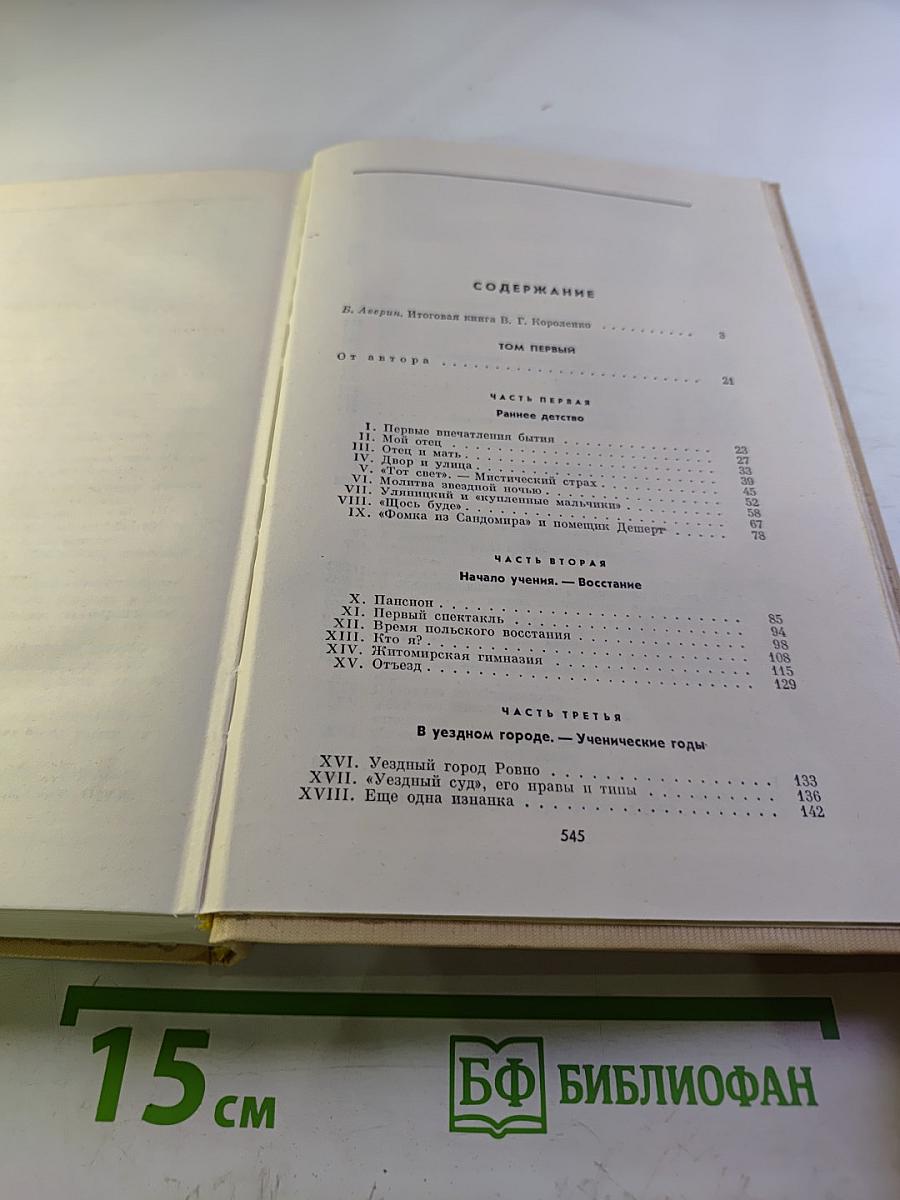 СОДЕРЖАНИЕ
Б. Аверин. Итоговая книга В. Г. Короленко . . . . . . . . . . 3
ТОМ ПЕРВЫЙ
От автора . . . . . . . . . . . . . . . . . . . . . . . . . . 21
ЧАСТЬ ПЕРВАЯ
Раннее детство
I. Первые впечатления бытия . . . . . . . . . . . . . 23
II. Мой отец . . . . . . . . . . . . . . . . . . . . . . . 27
III. Отец и мать . . . . . . . . . . . . . . . . . . . . . 33
IV. Двор и улица . . . . . . . . . . . . . . . . . . . . 39
V. «Тот свет». — Мистический страх . . . . . . . . . . 45
VI. Молитва звездной ночью . . . . . . . . . . . . . . 52
VII. Уляницкий и «купленные мальчики» . . . . . . . . 58
VIII. «Щось буде» . . . . . . . . . . . . . . . . . . . . 67
IX. «Фомка из Сандомира» и помещик Дешерт . . . . . 78
ЧАСТЬ ВТОРАЯ
Начало учения. — Восстание
X. Пансион . . . . . . . . . . . . . . . . . . . . . . . 85
XI. Первый спектакль . . . . . . . . . . . . . . . . . . 94
XII. Время польского восстания . . . . . . . . . . . . . 98
XIII. Кто я? . . . . . . . . . . . . . . . . . . . . . . . . 108
XIV. Житомирская гимназия . . . . . . . . . . . . . . . 115
XV. Отъезд . . . . . . . . . . . . . . . . . . . . . . . . 129
ЧАСТЬ ТРЕТЬЯ
В уездном городе. — Ученические годы
XVI. Уездный город Ровно . . . . . . . . . . . . . . . . 133
XVII. «Уездный суд», его нравы и типы . . . . . . . . . . 136
XVIII. Еще одна изнанка . . . . . . . . . . . . . . . . . . 142
545
15 см
БФ БИБЛИОФАН